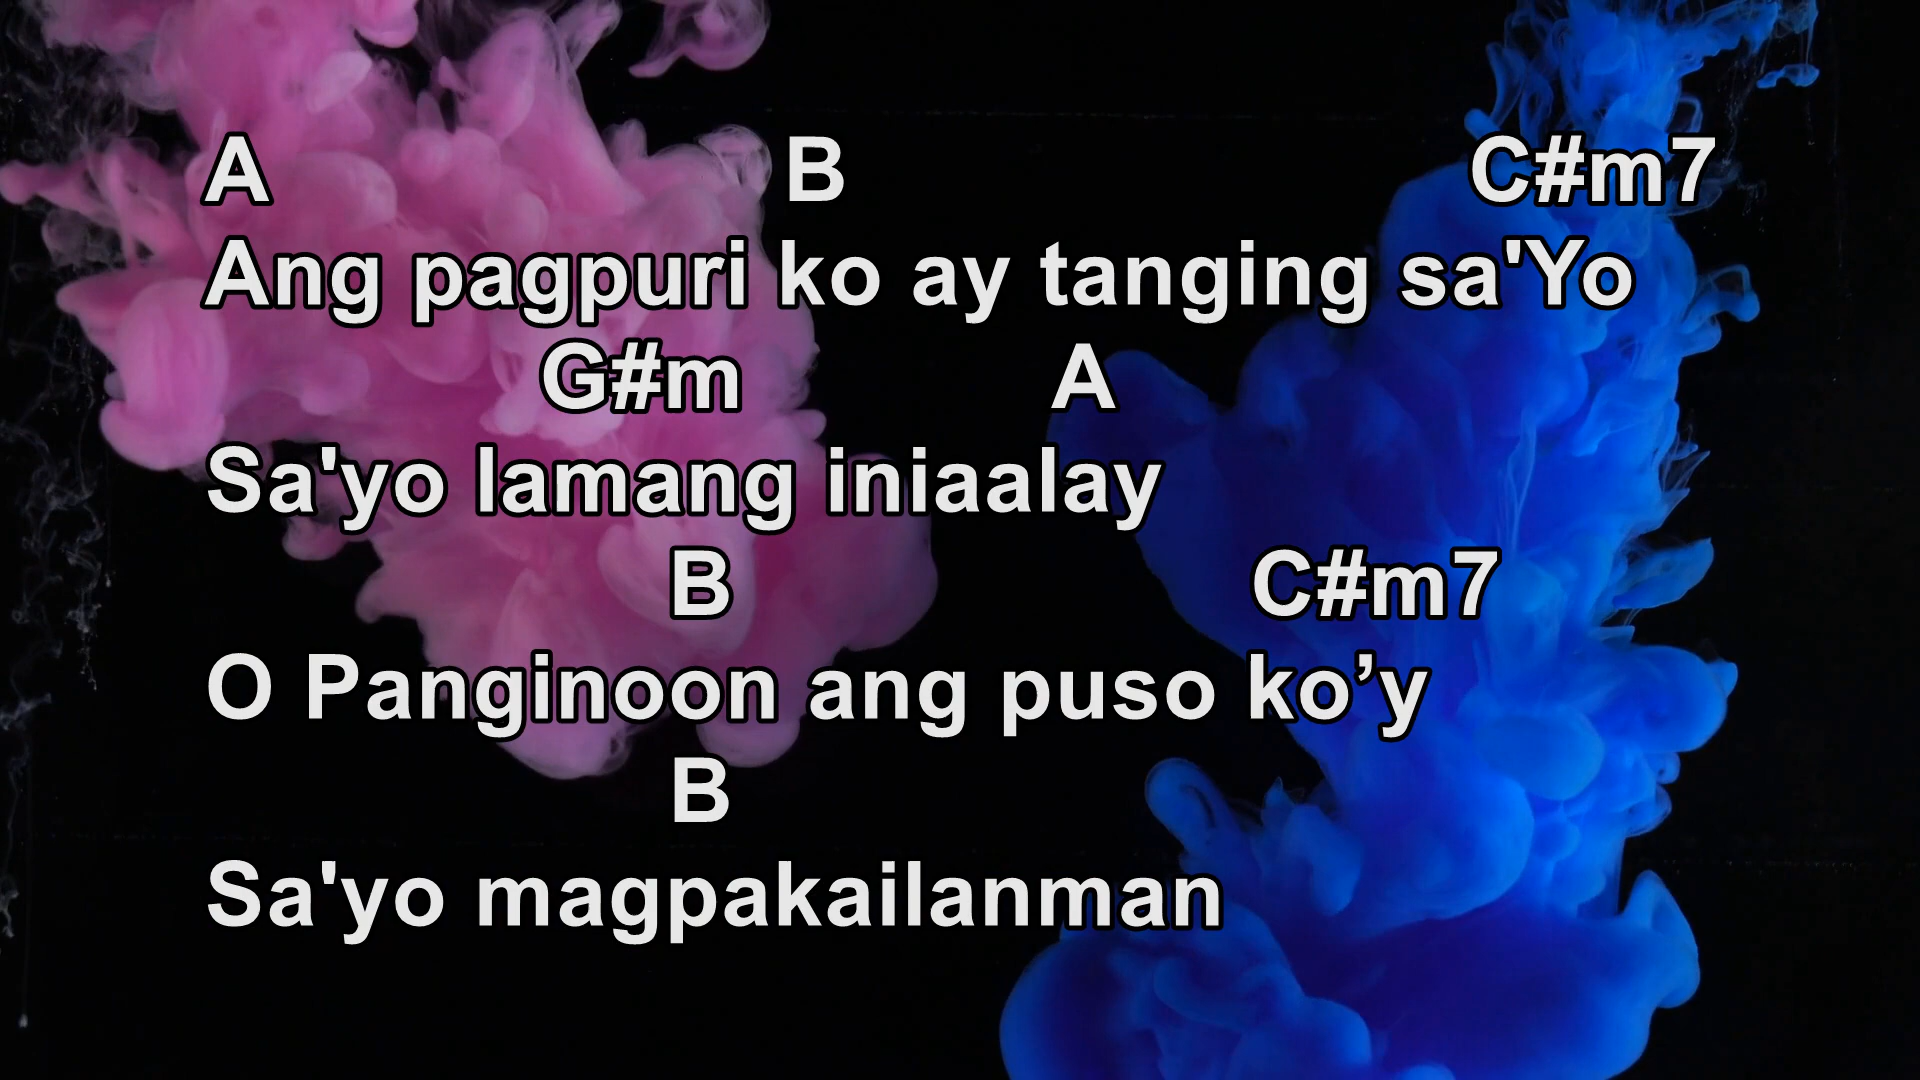 A B C#m7
Ang pagpuri ko ay tanging sa'Yo
G#m A
Sa'yo lamang iniaalay
B C#m7
O Panginoon ang puso ko’y
B
Sa'yo magpakailanman